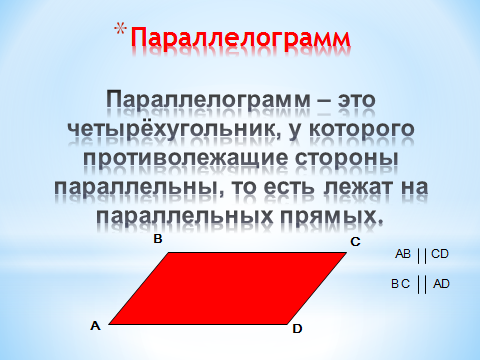 * Параллелограмм
Параллелограмм – это
четырёхугольник, у которого
противолежащие стороны
параллельны, то есть лежат на
параллельных прямых.
B
C
AB || CD
BC || AD
A
D